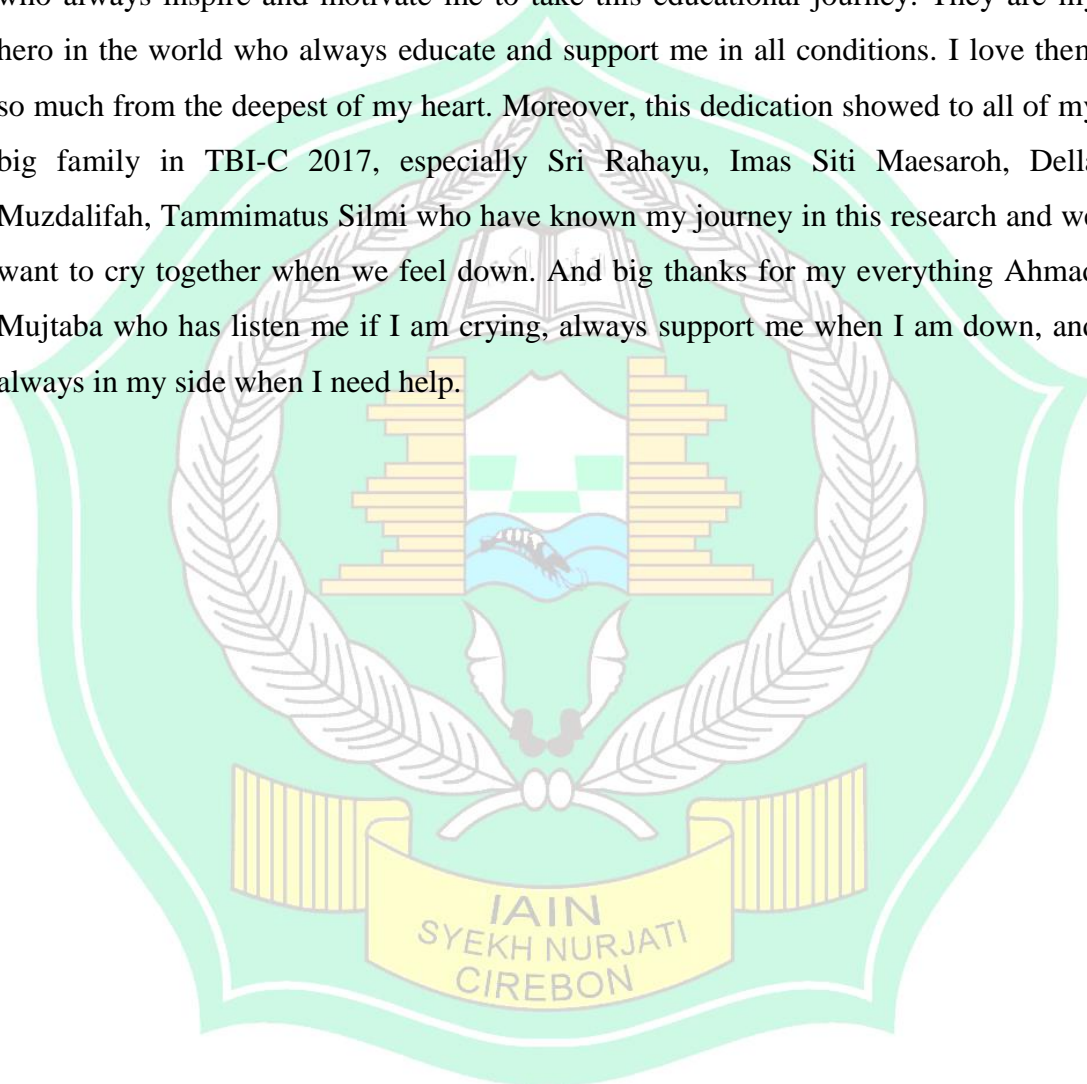 who always inspire and motivate me to take this educational journey. They are my
hero in the world who always educate and support me in all conditions. I love them
so much from the deepest of my heart. Moreover, this dedication showed to all of my
big family in TBI-C 2017, especially Sri Rahayu, Imas Siti Maesaroh, Della
Muzdalifah, Tammimatus Silmi who have known my journey in this research and we
want to cry together when we feel down. And big thanks for my everything Ahmad
Mujtaba who has listen me if I am crying, always support me when I am down, and
always in my side when I need help.
IAIN
SYEKH NURJATI
CIREBON